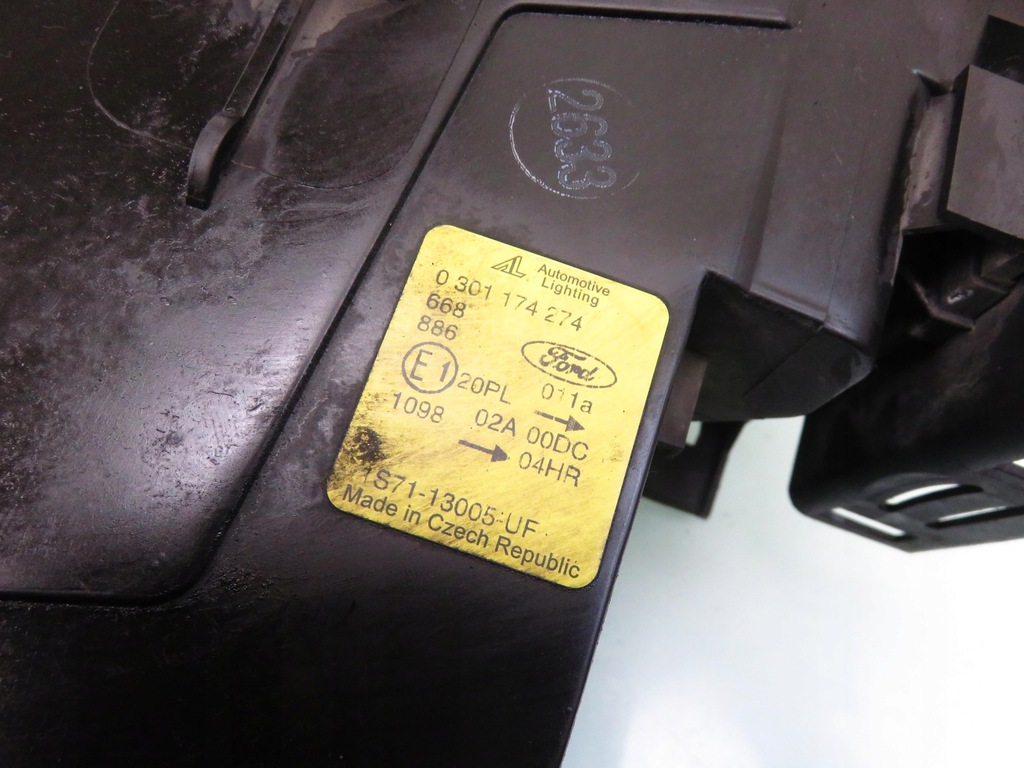 2633
AL Automotive
Lighting
0 301 174 274
668
886
Ford
E1 20PL 011a
1098 02A 00DC
04HR
1S71-13005-UF
Made in Czech Republic